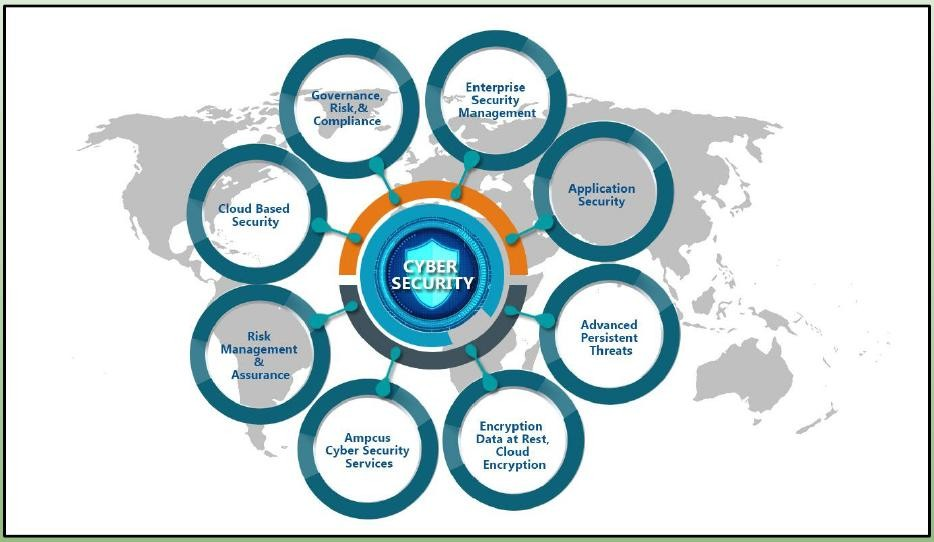 Governance,
Risk,&
Compliance
Enterprise
Security
Management
Cloud Based
Security
Application
Security
CYBER
SECURITY
Risk
Management
&
Assurance
Advanced
Persistent
Threats
Ampcus
Cyber Security
Services
Encryption
Data at Rest,
Cloud
Encryption